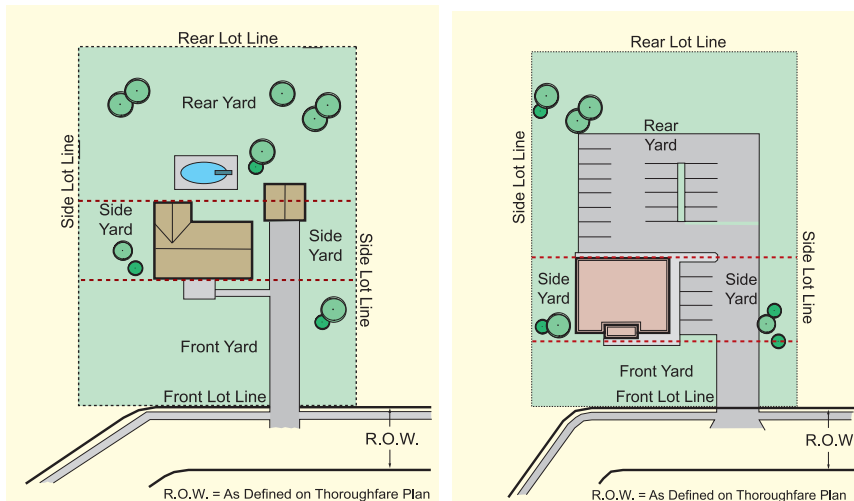 Rear Lot Line
Rear Yard
Side Lot Line
Side
Yard
Side
Yard
Side Lot Line
Front Yard
Front Lot Line
R.O.W.
R.O.W. = As Defined on Thoroughfare Plan
Rear Lot Line
Rear
Yard
Side Lot Line
Side
Yard
Side
Yard
Side Lot Line
Front Yard
Front Lot Line
R.O.W.
R.O.W. = As Defined on Thoroughfare Plan